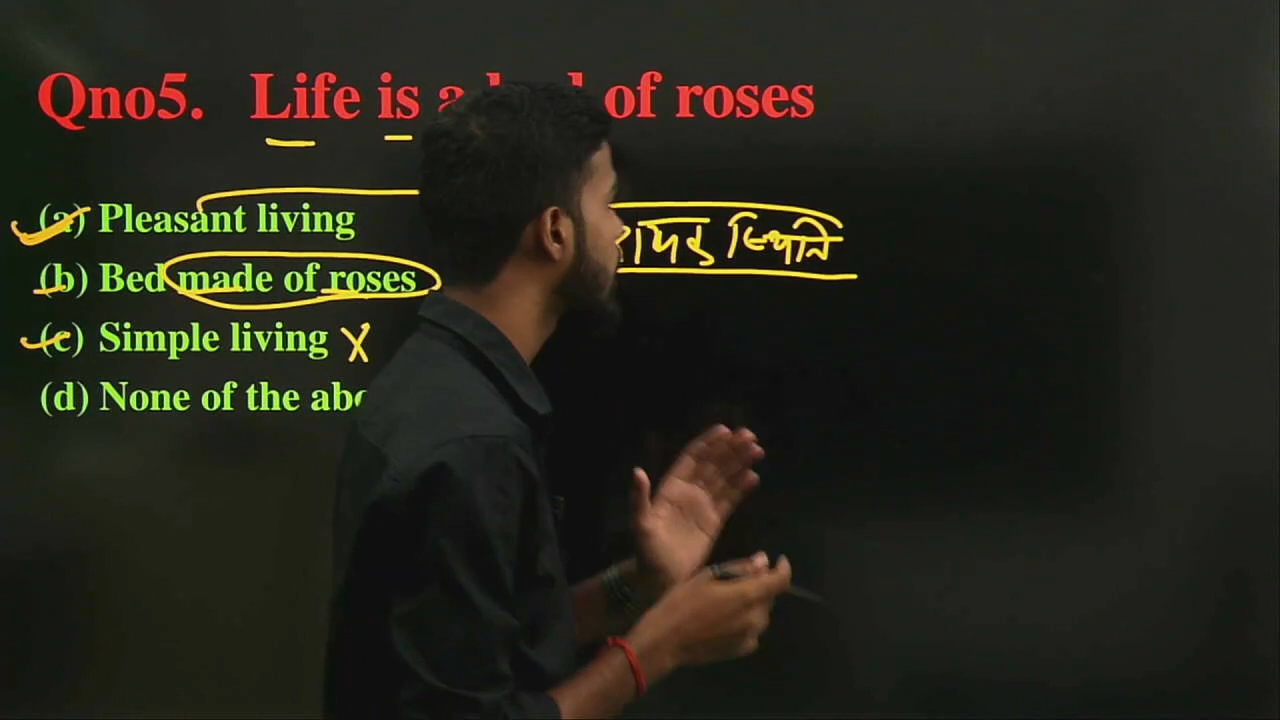 Qno5. Life is a of roses
(a) Pleasant living
(b) Bed made of roses
(c) Simple living X
(d) None of the